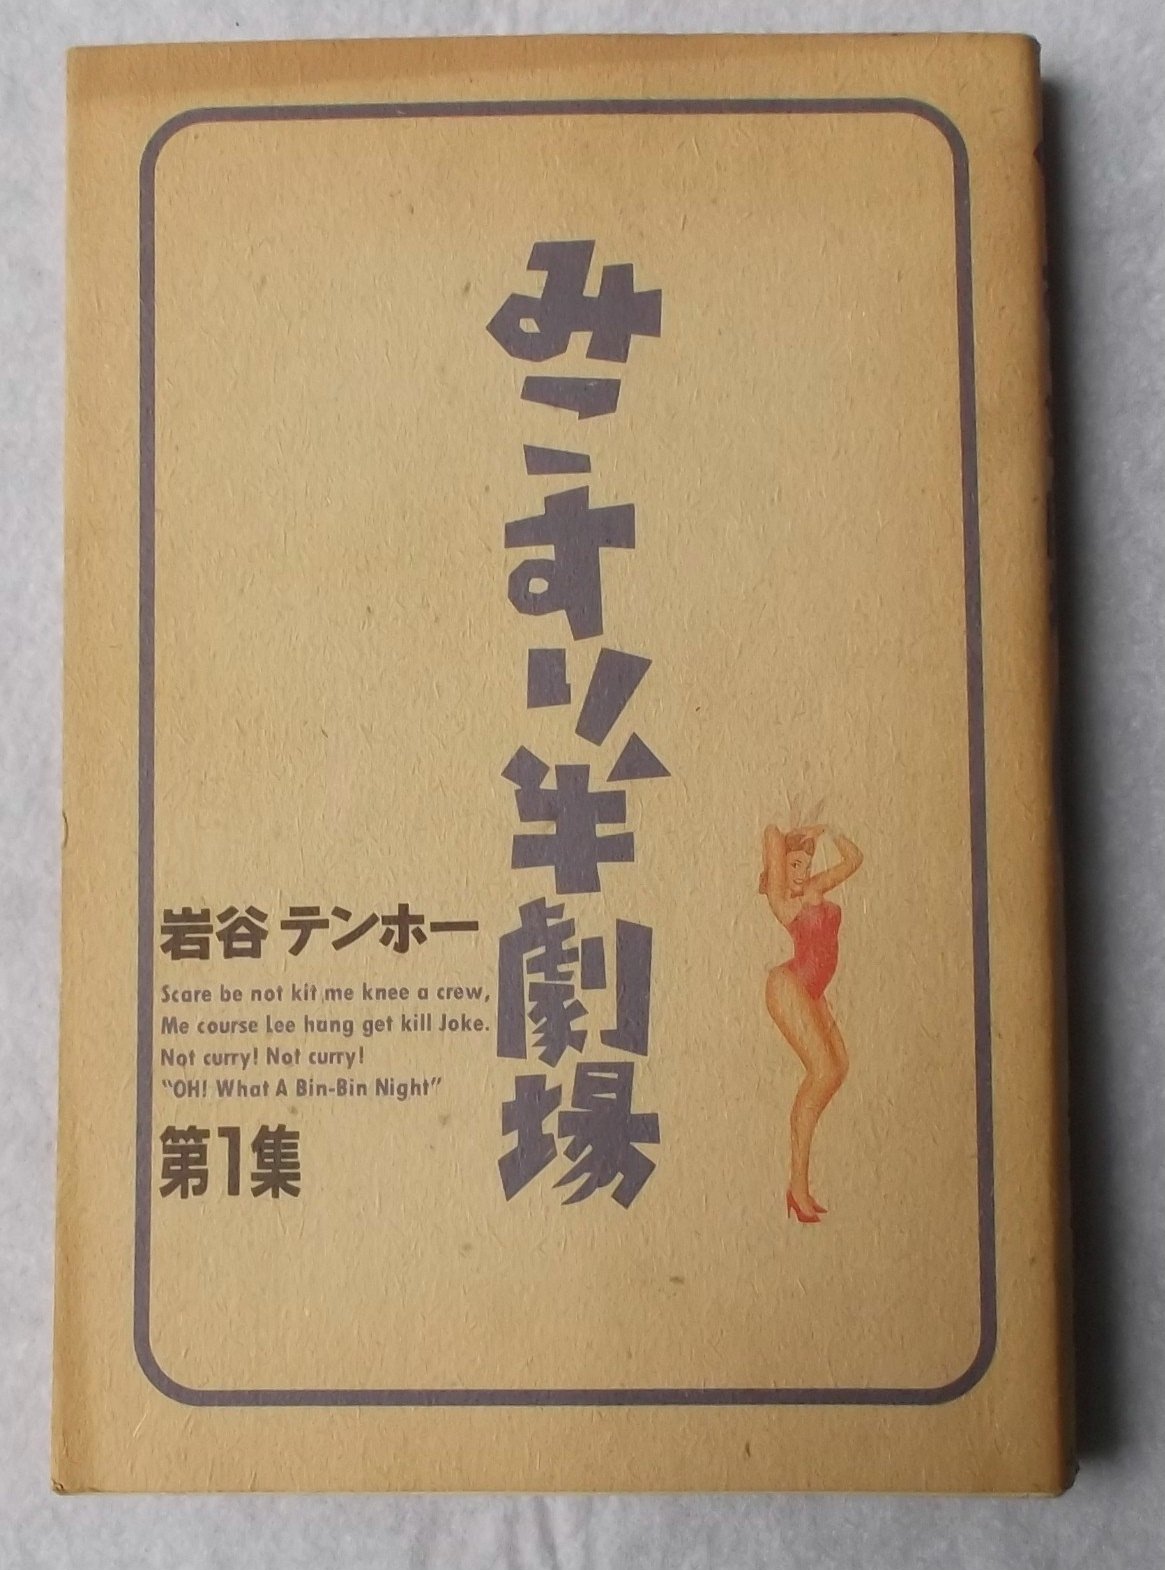 みこすり半劇場
岩谷テンホー
Scare be not kit me knee a crew,
Me course Lee hang get kill Joke.
Not curry! Not curry!
“OH! What A Bin-Bin Night”
第1集